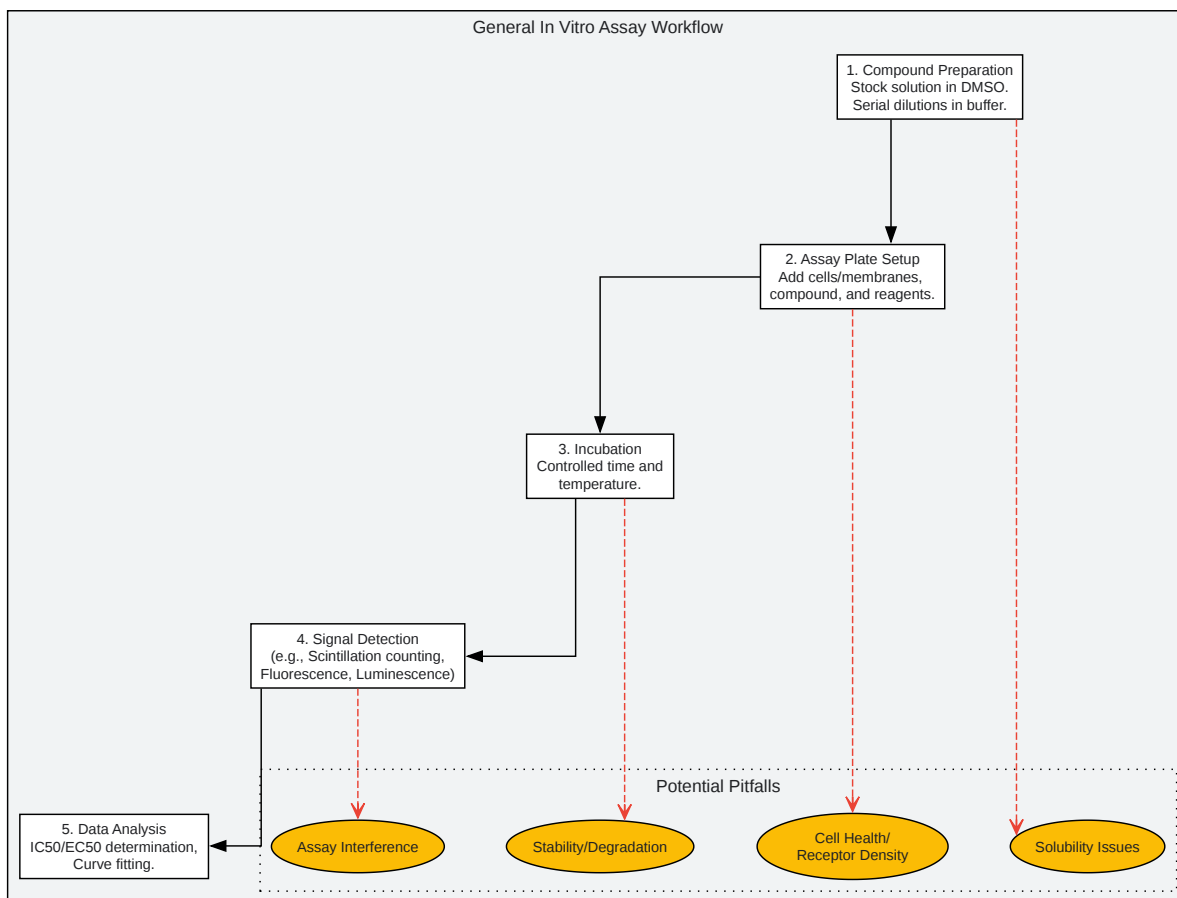 General In Vitro Assay Workflow
1. Compound Preparation
Stock solution in DMSO.
Serial dilutions in buffer.
2. Assay Plate Setup
Add cells/membranes,
compound, and reagents.
3. Incubation
Controlled time and
temperature.
4. Signal Detection
(e.g., Scintillation counting,
Fluorescence, Luminescence)
5. Data Analysis
IC50/EC50 determination,
Curve fitting.
Potential Pitfalls
Assay Interference
Stability/Degradation
Cell Health/
Receptor Density
Solubility Issues